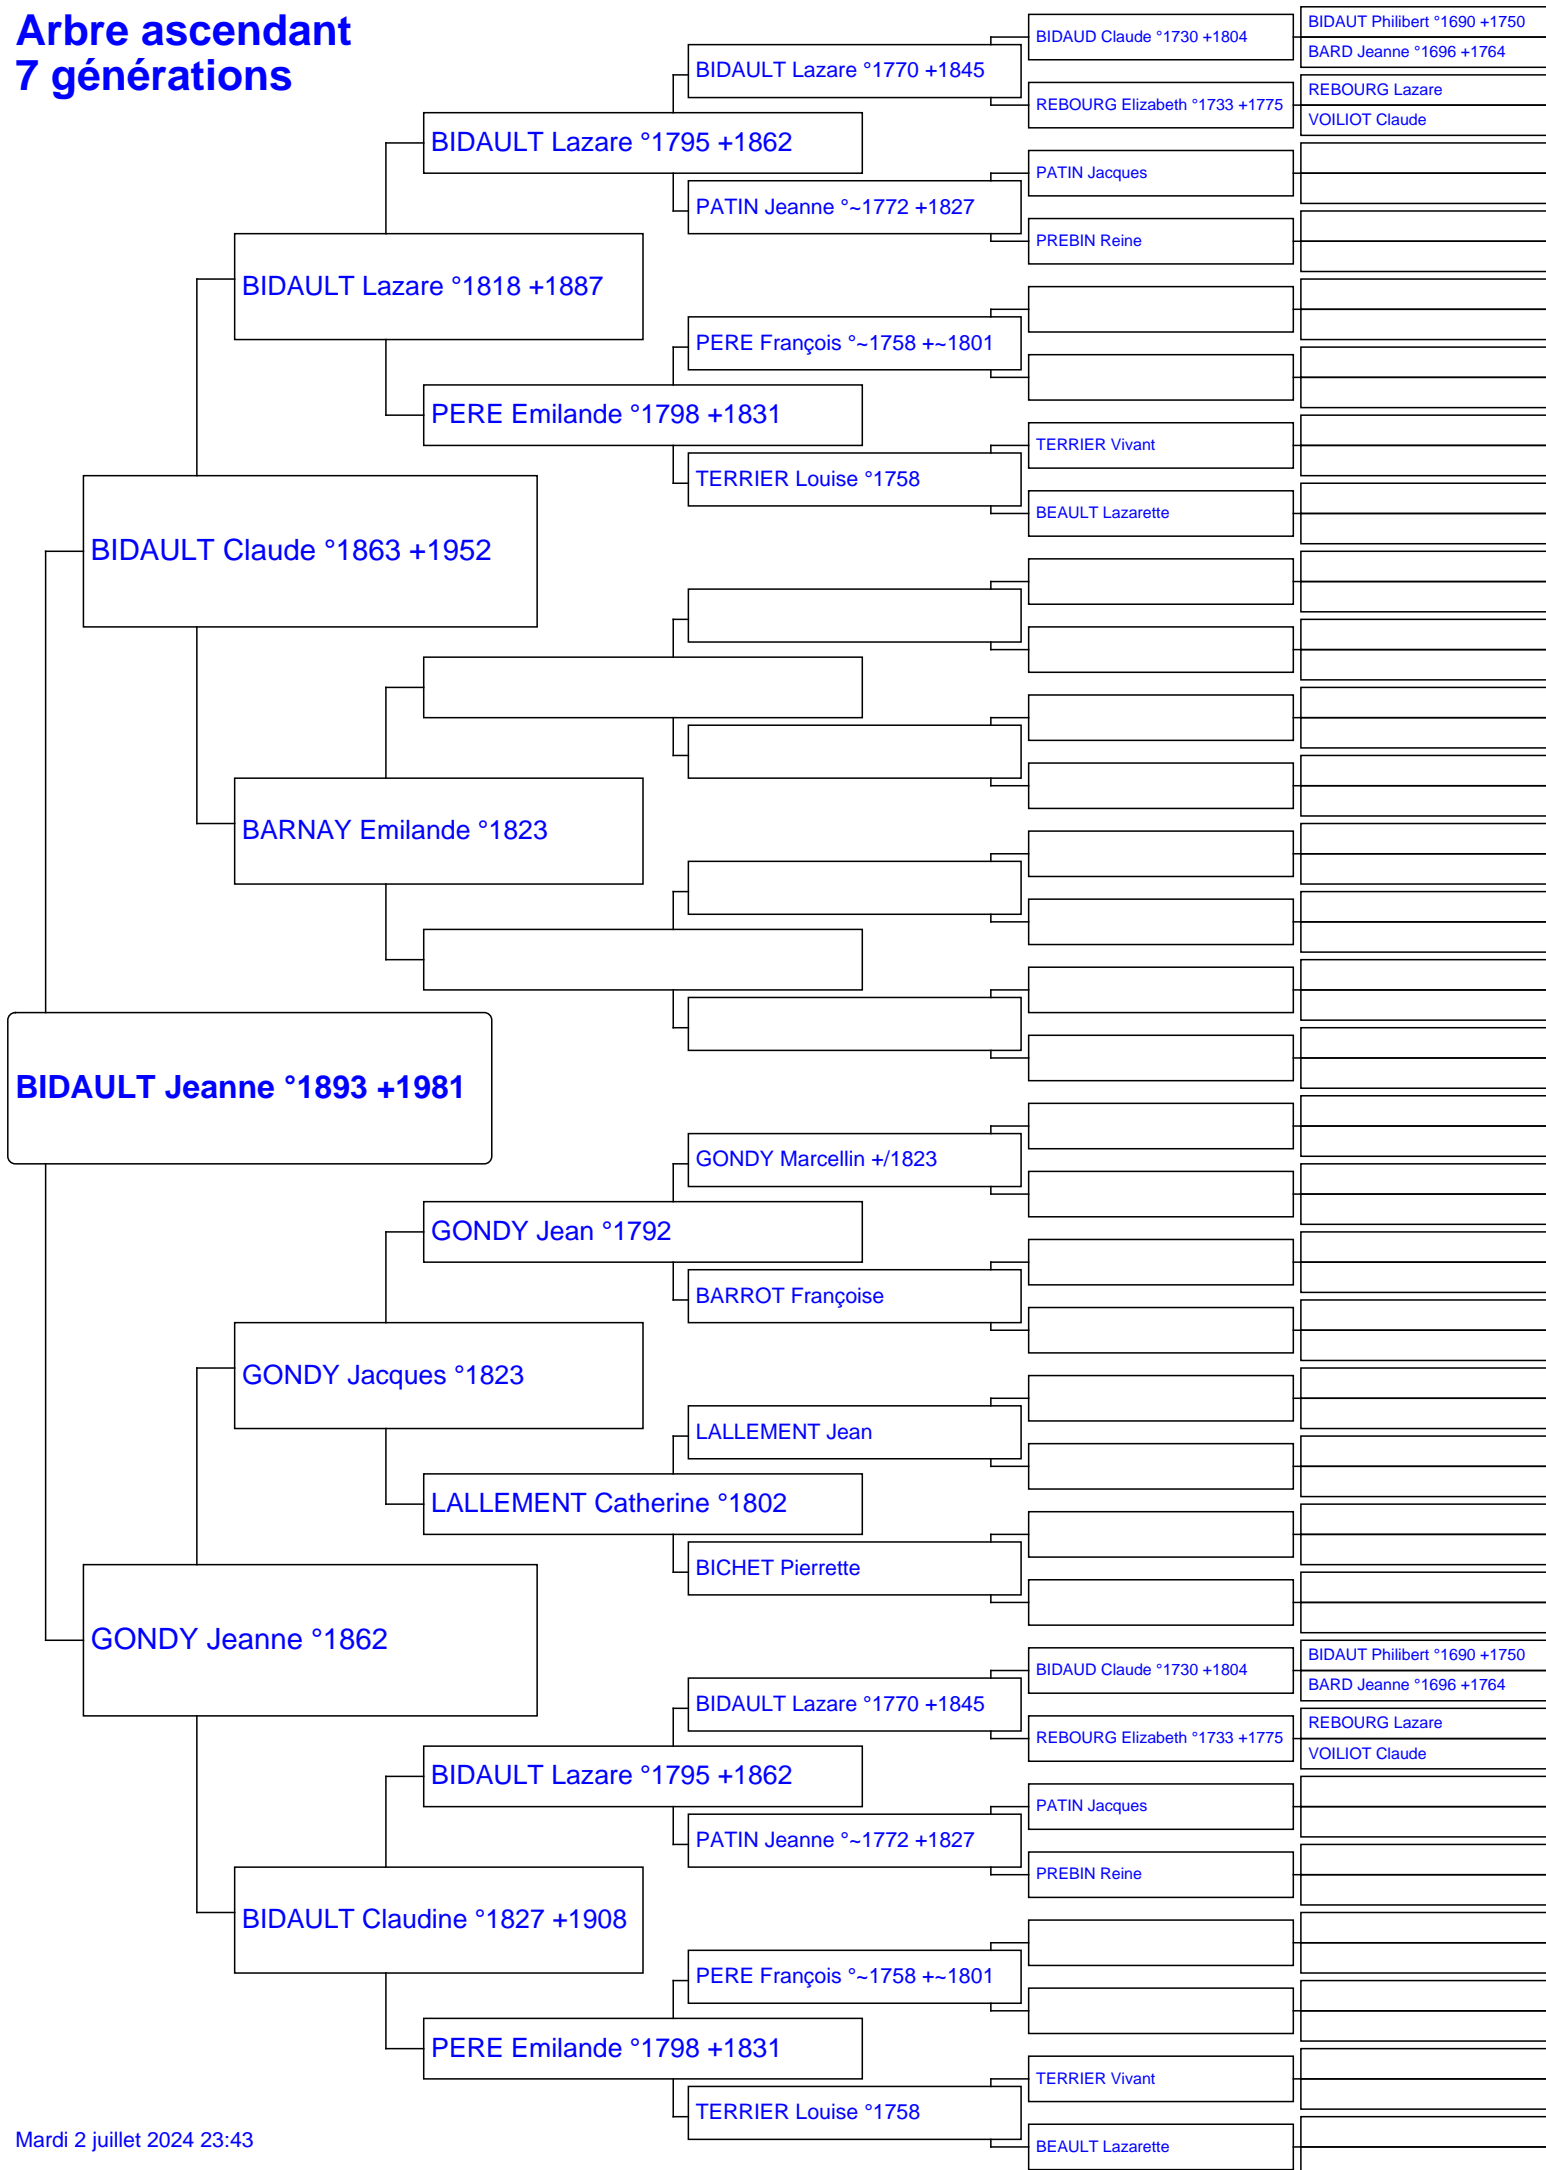 Arbre ascendant
7 générations
BIDAULT Jeanne °1893 +1981
BIDAULT Claude °1863 +1952
GONDY Jeanne °1862
BIDAULT Lazare °1818 +1887
BARNAY Emilande °1823
GONDY Jacques °1823
BIDAULT Claudine °1827 +1908
BIDAULT Lazare °1795 +1862
PERE Emilande °1798 +1831
GONDY Jean °1792
LALLEMENT Catherine °1802
BIDAULT Lazare °1795 +1862
PERE Emilande °1798 +1831
BIDAULT Lazare °1770 +1845
PATIN Jeanne °~1772 +1827
PERE François °~1758 +~1801
TERRIER Louise °1758
GONDY Marcellin +/1823
BARROT Françoise
LALLEMENT Jean
BICHET Pierrette
BIDAULT Lazare °1770 +1845
PATIN Jeanne °~1772 +1827
PERE François °~1758 +~1801
TERRIER Louise °1758
BIDAUD Claude °1730 +1804
REBOURG Elizabeth °1733 +1775
PATIN Jacques
PREBIN Reine
TERRIER Vivant
BEAULT Lazarette
BIDAUD Claude °1730 +1804
REBOURG Elizabeth °1733 +1775
PATIN Jacques
PREBIN Reine
TERRIER Vivant
BEAULT Lazarette
BIDAUT Philibert °1690 +1750
BARD Jeanne °1696 +1764
REBOURG Lazare
VOILIOT Claude
BIDAUT Philibert °1690 +1750
BARD Jeanne °1696 +1764
REBOURG Lazare
VOILIOT Claude
Mardi 2 juillet 2024 23:43